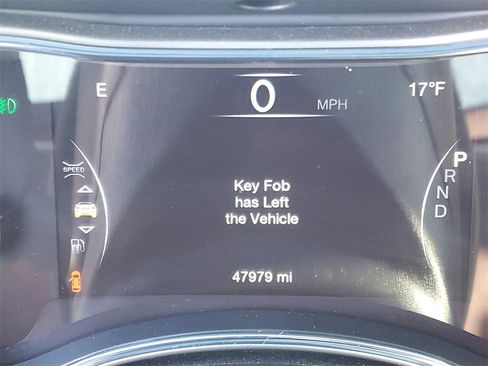 E 0 MPH 17°F
SPEED
P
R
N
D
Key Fob
has Left
the Vehicle
47979 mi